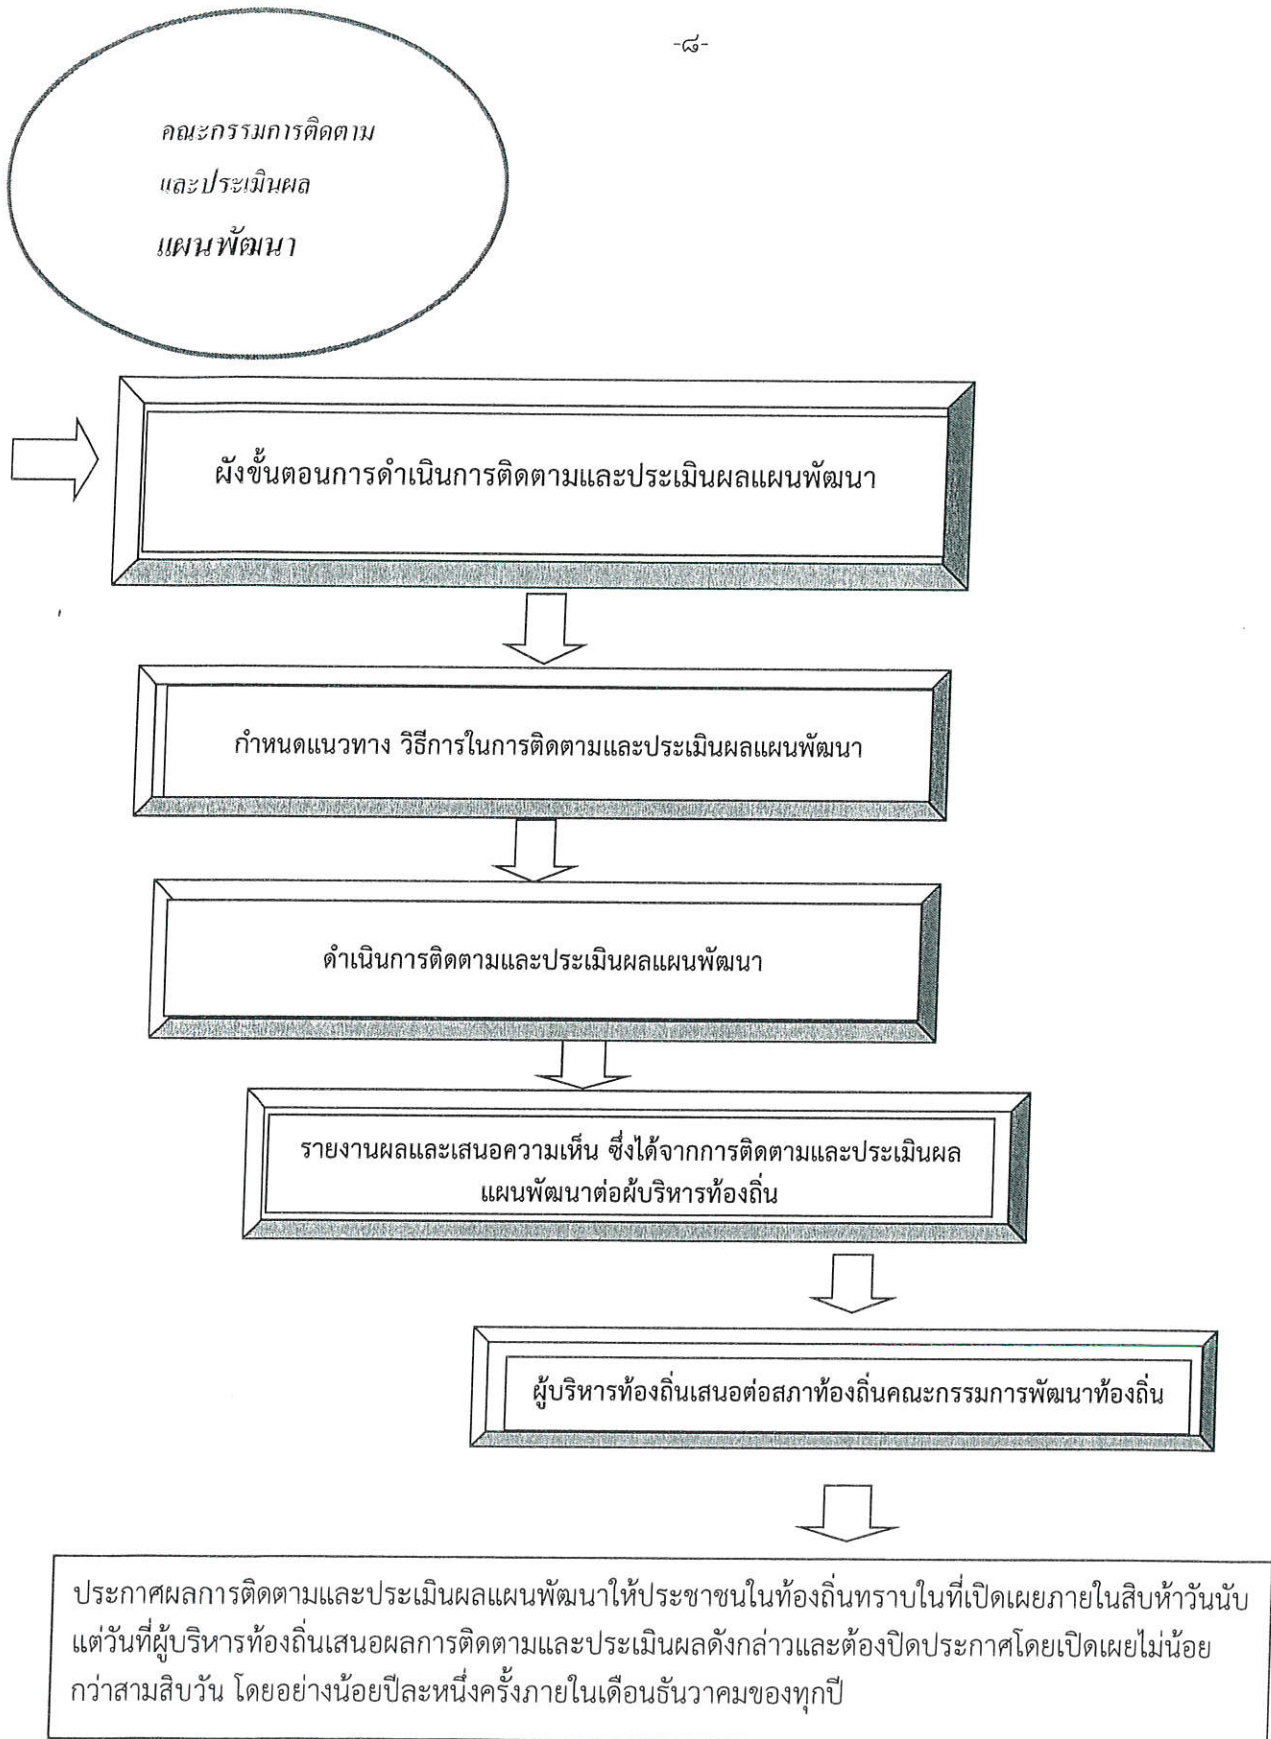 -๘-
คณะกรรมการติดตาม
และประเมินผล
แผนพัฒนา
ผังขั้นตอนการดำเนินการติดตามและประเมินผลแผนพัฒนา
กำหนดแนวทาง วิธีการในการติดตามและประเมินผลแผนพัฒนา
ดำเนินการติดตามและประเมินผลแผนพัฒนา
รายงานผลและเสนอความเห็น ซึ่งได้จากการติดตามและประเมินผล
แผนพัฒนาต่อผู้บริหารท้องถิ่น
ผู้บริหารท้องถิ่นเสนอต่อสภาท้องถิ่นคณะกรรมการพัฒนาท้องถิ่น
ประกาศผลการติดตามและประเมินผลแผนพัฒนาให้ประชาชนในท้องถิ่นทราบในที่เปิดเผยภายในสิบห้าวันนับ
แต่วันที่ผู้บริหารท้องถิ่นเสนอผลการติดตามและประเมินผลดังกล่าวและต้องปิดประกาศโดยเปิดเผยไม่น้อย
กว่าสามสิบวัน โดยอย่างน้อยปีละหนึ่งครั้งภายในเดือนธันวาคมของทุกปี